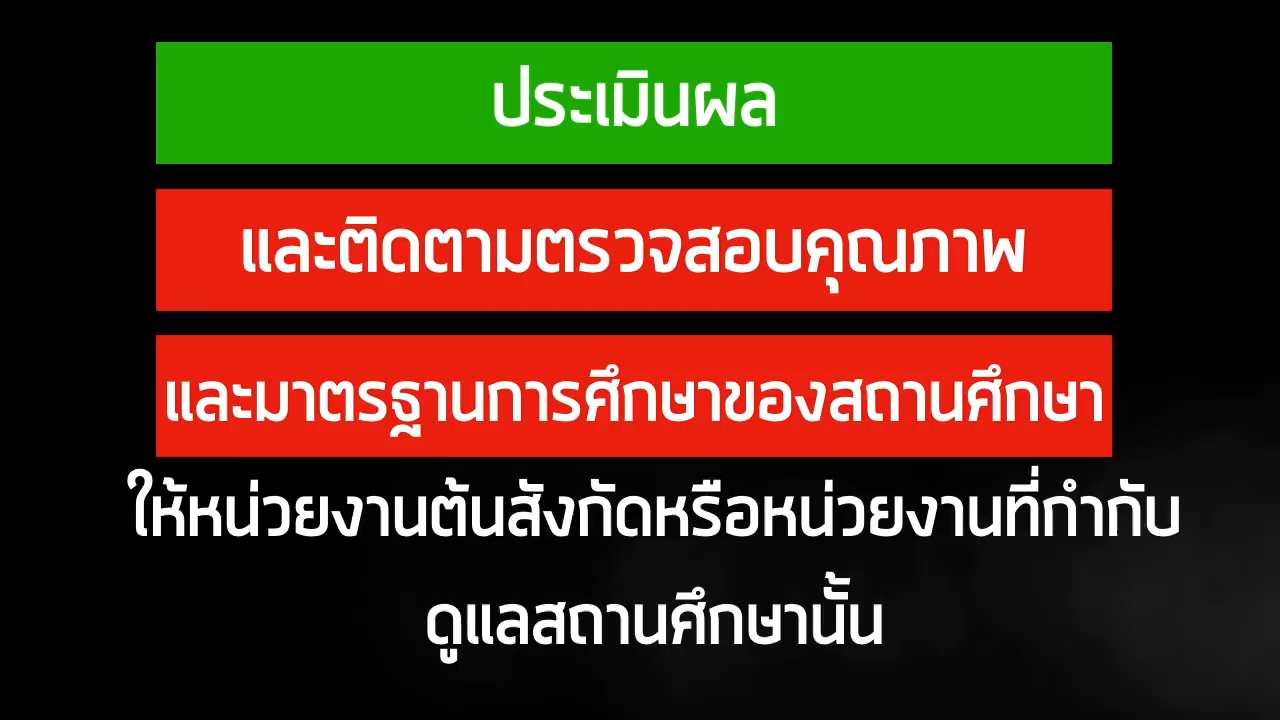 ประเมินผล
และติดตามตรวจสอบคุณภาพ
และมาตรฐานการศึกษาของสถานศึกษา
ให้หน่วยงานต้นสังกัดหรือหน่วยงานที่กำกับ
ดูแลสถานศึกษานั้น